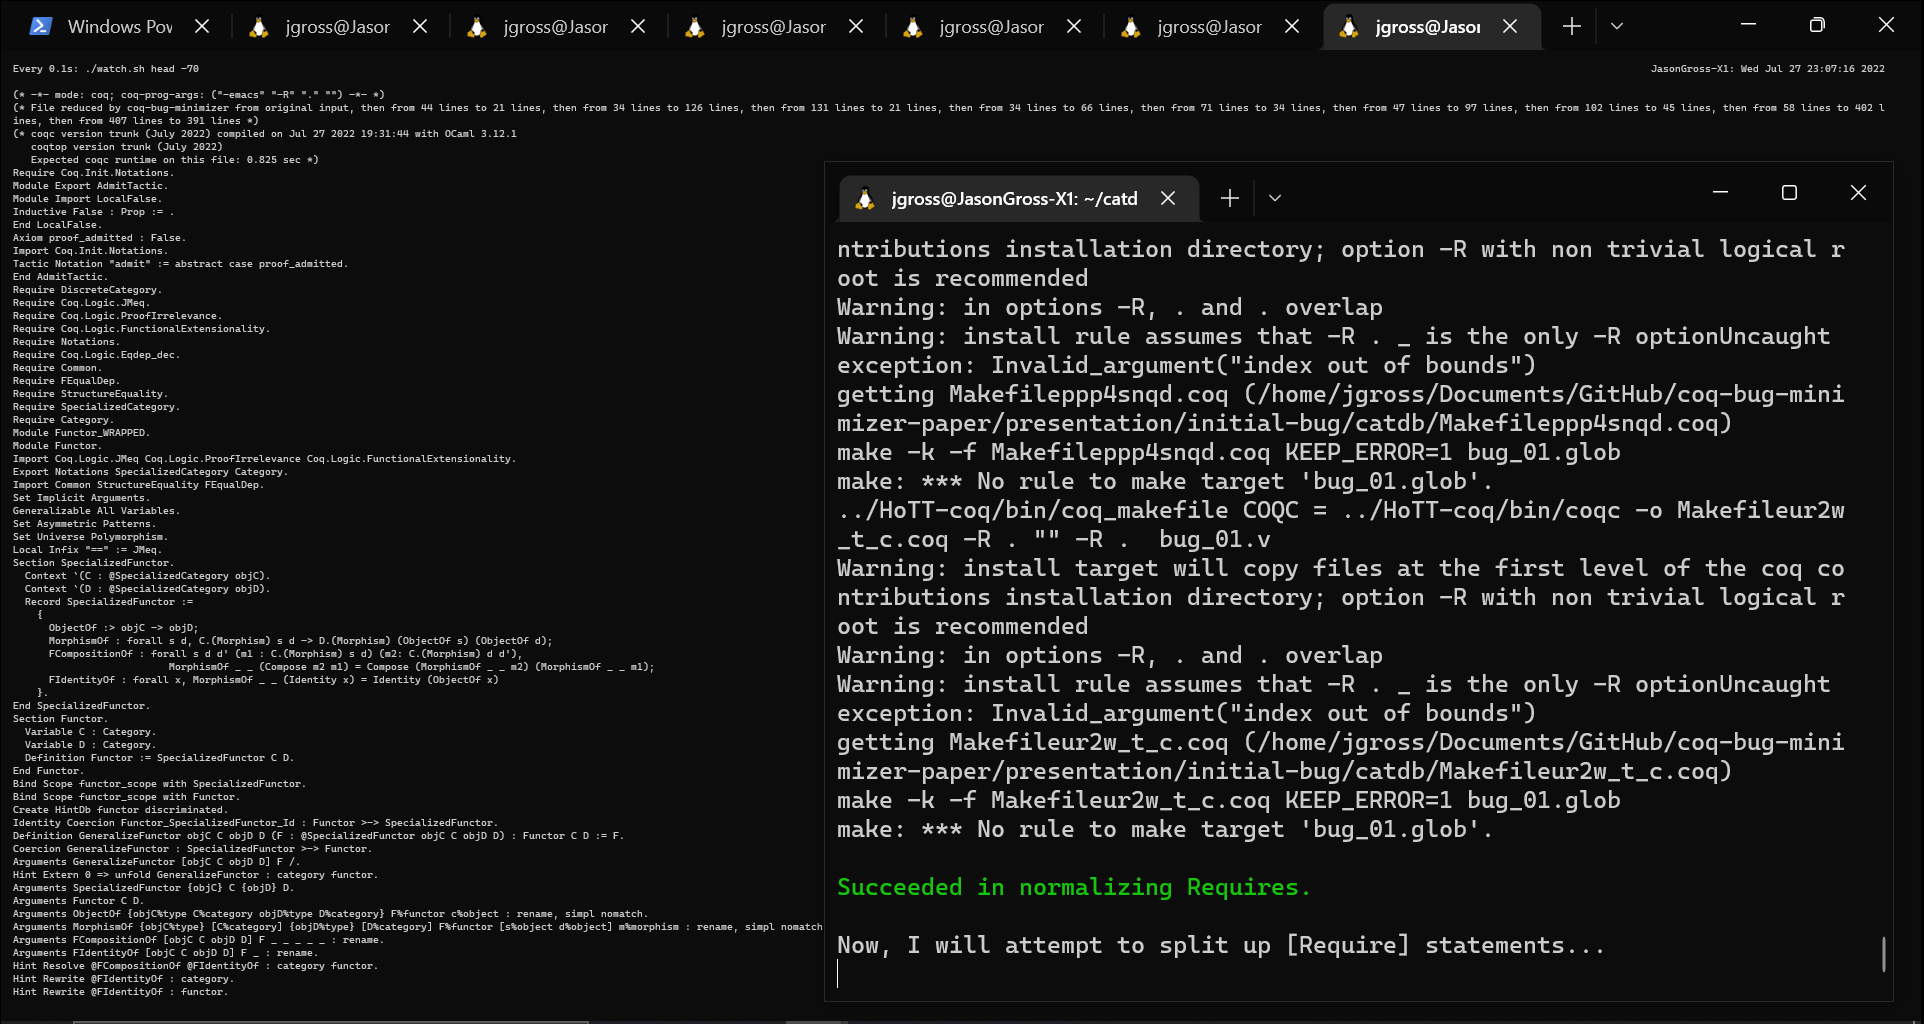 Windows Pow
jgross@Jasor
jgross@Jasor
jgross@Jasor
jgross@Jasor
jgross@Jasor
jgross@Jasor
Every 0.1s: ./watch.sh head -70
JasonGross-X1: Wed Jul 27 23:07:16 2022
(* -*- mode: coq; coq-prog-args: ("-emacs" "-R" "." "") -*- *)
(* File reduced by coq-bug-minimizer from original input, then from 44 lines to 21 lines, then from 34 lines to 126 lines, then from 131 lines to 21 lines, then from 34 lines to 66 lines, then from 71 lines to 34 lines, then from 47 lines to 97 lines, then from 102 lines to 45 lines, then from 58 lines to 402 l
ines, then from 407 lines to 391 lines *)
(* coqc version trunk (July 2022) compiled on Jul 27 2022 19:31:44 with OCaml 3.12.1
   coqtop version trunk (July 2022)
   Expected coqc runtime on this file: 0.825 sec *)
Require Coq.Init.Notations.
Module Export AdmitTactic.
Module Import LocalFalse.
Inductive False : Prop := .
End LocalFalse.
Axiom proof_admitted : False.
Import Coq.Init.Notations.
Tactic Notation "admit" := abstract case proof_admitted.
End AdmitTactic.
Require DiscreteCategory.
Require Coq.Logic.JMeq.
Require Coq.Logic.ProofIrrelevance.
Require Coq.Logic.FunctionalExtensionality.
Require Notations.
Require Coq.Logic.Eqdep_dec.
Require Common.
Require FEqualDep.
Require StructureEquality.
Require SpecializedCategory.
Require Category.
Module Functor_WRAPPED.
Module Functor.
Import Coq.Logic.JMeq Coq.Logic.ProofIrrelevance Coq.Logic.FunctionalExtensionality.
Export Notations SpecializedCategory Category.
Import Common StructureEquality FEqualDep.
Set Implicit Arguments.
Generalizable All Variables.
Set Asymmetric Patterns.
Set Universe Polymorphism.
Local Infix "==" := JMeq.
Section SpecializedFunctor.
  Context `(C : @SpecializedCategory objC).
  Context `(D : @SpecializedCategory objD).
  Record SpecializedFunctor :=
    {
      ObjectOf :> objC -> objD;
      MorphismOf : forall s d, C.(Morphism) s d -> D.(Morphism) (ObjectOf s) (ObjectOf d);
      FCompositionOf : forall s d d' (m1 : C.(Morphism) s d) (m2: C.(Morphism) d d'),
                          MorphismOf _ _ (Compose m2 m1) = Compose (MorphismOf _ _ m2) (MorphismOf _ _ m1);
      FIdentityOf : forall x, MorphismOf _ _ (Identity x) = Identity (ObjectOf x)
    }.
End SpecializedFunctor.
Section Functor.
  Variable C : Category.
  Variable D : Category.
  Definition Functor := SpecializedFunctor C D.
End Functor.
Bind Scope functor_scope with SpecializedFunctor.
Bind Scope functor_scope with Functor.
Create HintDb functor discriminated.
Identity Coercion Functor_SpecializedFunctor_Id : Functor >-> SpecializedFunctor.
Definition GeneralizeFunctor objC C objD D (F : @SpecializedFunctor objC C objD D) : Functor C D := F.
Coercion GeneralizeFunctor : SpecializedFunctor >-> Functor.
Arguments GeneralizeFunctor [objC C objD D] F /.
Hint Extern 0 => unfold GeneralizeFunctor : category functor.
Arguments SpecializedFunctor {objC} C {objD} D.
Arguments Functor C D.
Arguments ObjectOf {objC%type C%category objD%type D%category} F%functor c%object : rename, simpl nomatch.
Arguments MorphismOf {objC%type} [C%category] {objD%type} [D%category] F%functor [s%object d%object] m%morphism : rename, simpl nomatch
Arguments FCompositionOf [objC C objD D] F _ _ _ _ _ : rename.
Arguments FIdentityOf [objC C objD D] F _ : rename.
Hint Resolve @FCompositionOf @FIdentityOf : category functor.
Hint Rewrite @FIdentityOf : category.
Hint Rewrite @FIdentityOf : functor.
jgross@JasonGross-X1: ~/catd
ntributions installation directory; option -R with non trivial logical r
oot is recommended
Warning: in options -R, . and . overlap
Warning: install rule assumes that -R . _ is the only -R optionUncaught
exception: Invalid_argument("index out of bounds")
getting Makefileppp4snqd.coq (/home/jgross/Documents/GitHub/coq-bug-mini
mizer-paper/presentation/initial-bug/catdb/Makefileppp4snqd.coq)
make -k -f Makefileppp4snqd.coq KEEP_ERROR=1 bug_01.glob
make: *** No rule to make target 'bug_01.glob'.
../HoTT-coq/bin/coq_makefile COQC = ../HoTT-coq/bin/coqc -o Makefileur2w
_t_c.coq -R . "" -R .  bug_01.v
Warning: install target will copy files at the first level of the coq co
ntributions installation directory; option -R with non trivial logical r
oot is recommended
Warning: in options -R, . and . overlap
Warning: install rule assumes that -R . _ is the only -R optionUncaught
exception: Invalid_argument("index out of bounds")
getting Makefileur2w_t_c.coq (/home/jgross/Documents/GitHub/coq-bug-mini
mizer-paper/presentation/initial-bug/catdb/Makefileur2w_t_c.coq)
make -k -f Makefileur2w_t_c.coq KEEP_ERROR=1 bug_01.glob
make: *** No rule to make target 'bug_01.glob'.
Succeeded in normalizing Requires.
Now, I will attempt to split up [Require] statements...